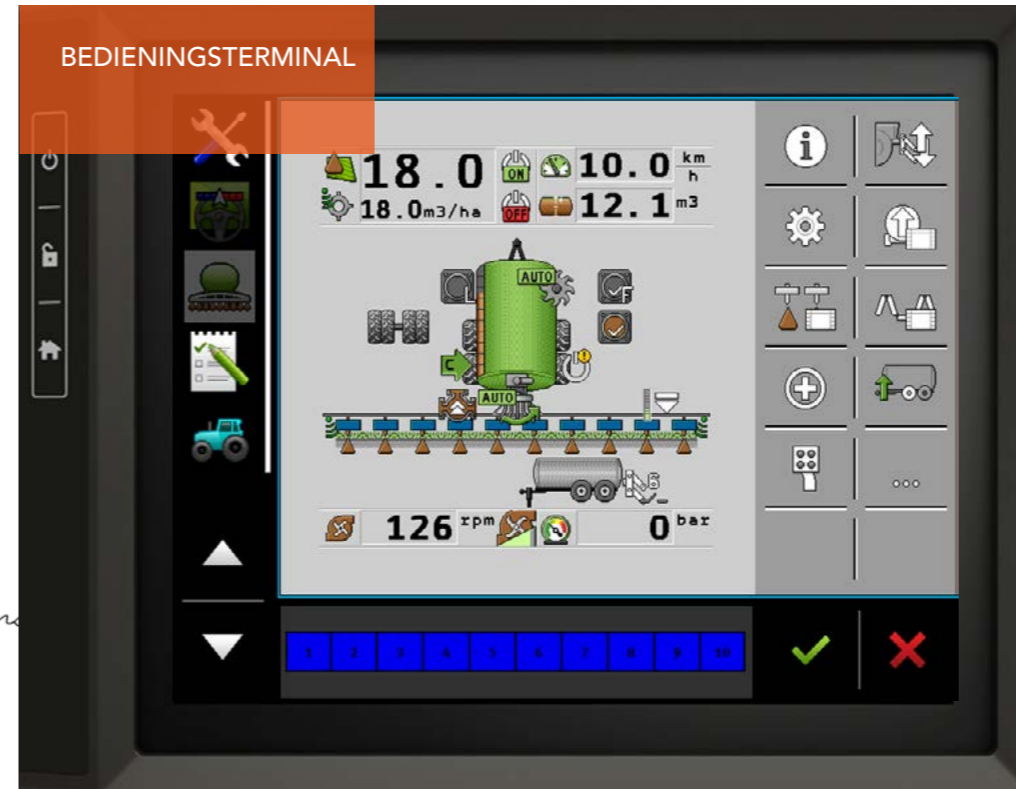 BEDIENINGSTERMINAL
18.0 ON 10.0 km/h
18.0m3/ha OFF 12.1 m3
AUTO
L F
C
AUTO
6
126 rpm 0 bar
1 2 3 4 5 6 7 8 9 10